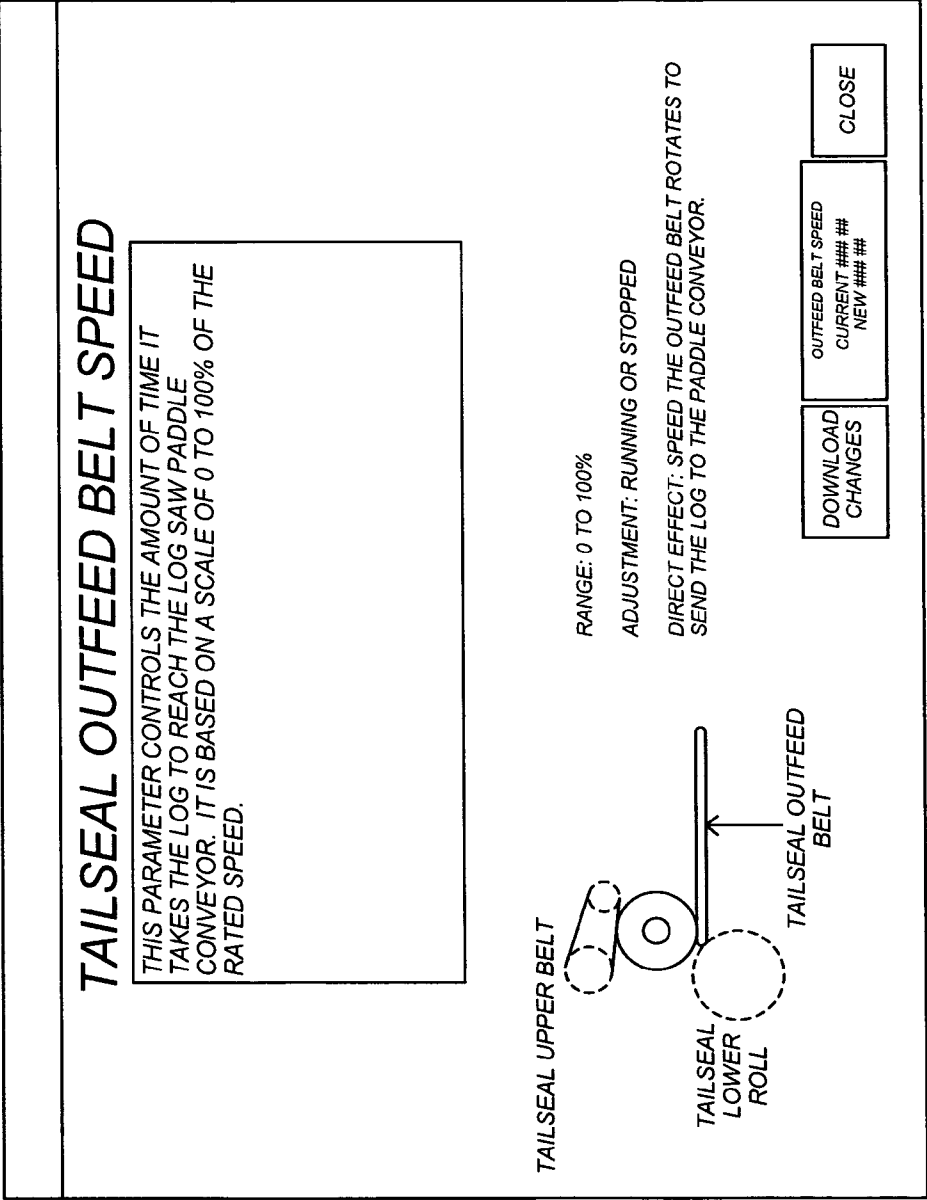 TAILSEAL OUTFEED BELT SPEED
THIS PARAMETER CONTROLS THE AMOUNT OF TIME IT
TAKES THE LOG TO REACH THE LOG SAW PADDLE
CONVEYOR. IT IS BASED ON A SCALE OF 0 TO 100% OF THE
RATED SPEED.
TAILSEAL UPPER BELT
TAILSEAL
LOWER
ROLL
TAILSEAL OUTFEED
BELT
RANGE: 0 TO 100%
ADJUSTMENT: RUNNING OR STOPPED
DIRECT EFFECT: SPEED THE OUTFEED BELT ROTATES TO
SEND THE LOG TO THE PADDLE CONVEYOR.
DOWNLOAD
CHANGES
OUTFEED BELT SPEED
CURRENT ### ##
NEW ### ##
CLOSE